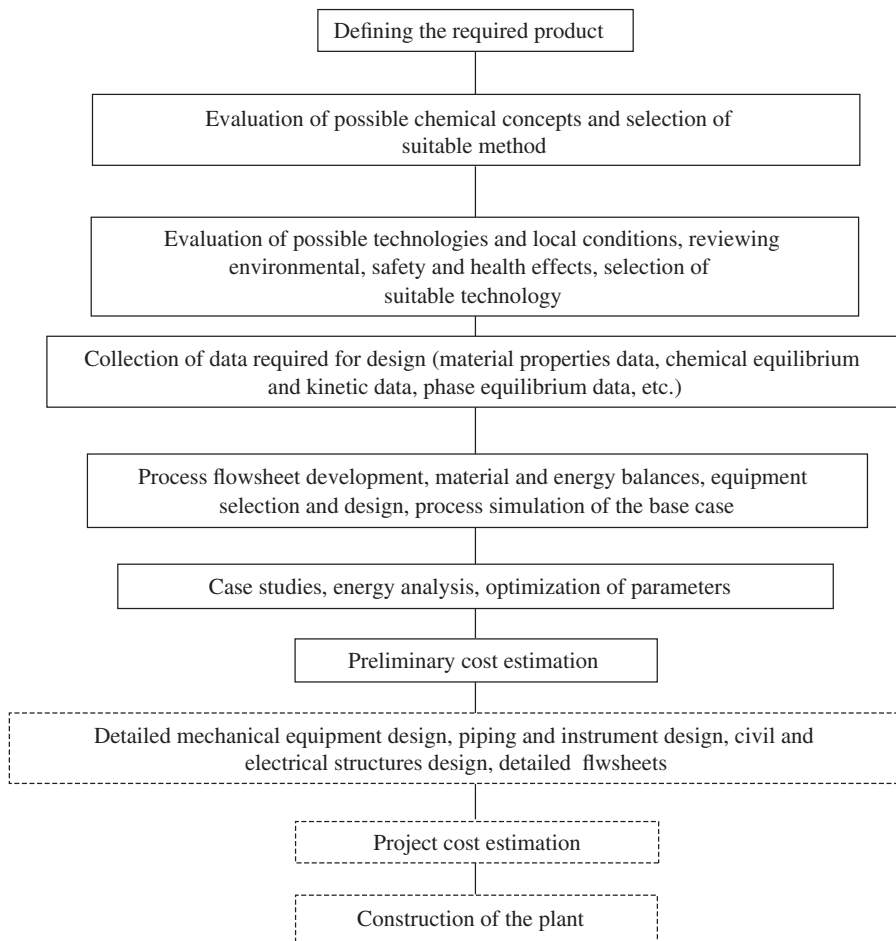 Defining the required product
Evaluation of possible chemical concepts and selection of
suitable method
Evaluation of possible technologies and local conditions, reviewing
environmental, safety and health effects, selection of
suitable technology
Collection of data required for design (material properties data, chemical equilibrium
and kinetic data, phase equilibrium data, etc.)
Process flowsheet development, material and energy balances, equipment
selection and design, process simulation of the base case
Case studies, energy analysis, optimization of parameters
Preliminary cost estimation
Detailed mechanical equipment design, piping and instrument design, civil and
electrical structures design, detailed flwsheets
Project cost estimation
Construction of the plant